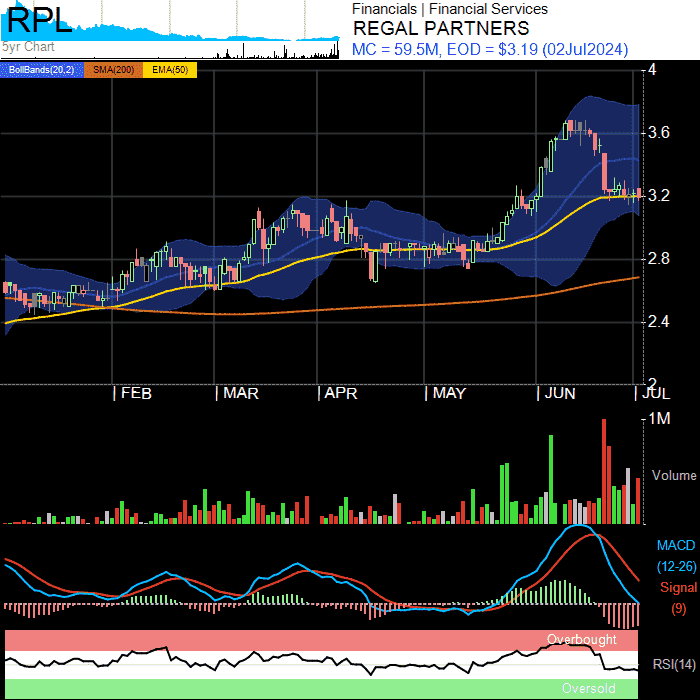 RPL
5yr Chart
Financials | Financial Services
REGAL PARTNERS
MC = 59.5M, EOD = $3.19 (02Jul2024)
BollBands(20,2) SMA(200) EMA(50)
4
3.6
3.2
2.8
2.4
2
FEB MAR APR MAY JUN JUL
1M
Volume
MACD
(12-26)
Signal
(9)
Overbought
RSI(14)
Oversold